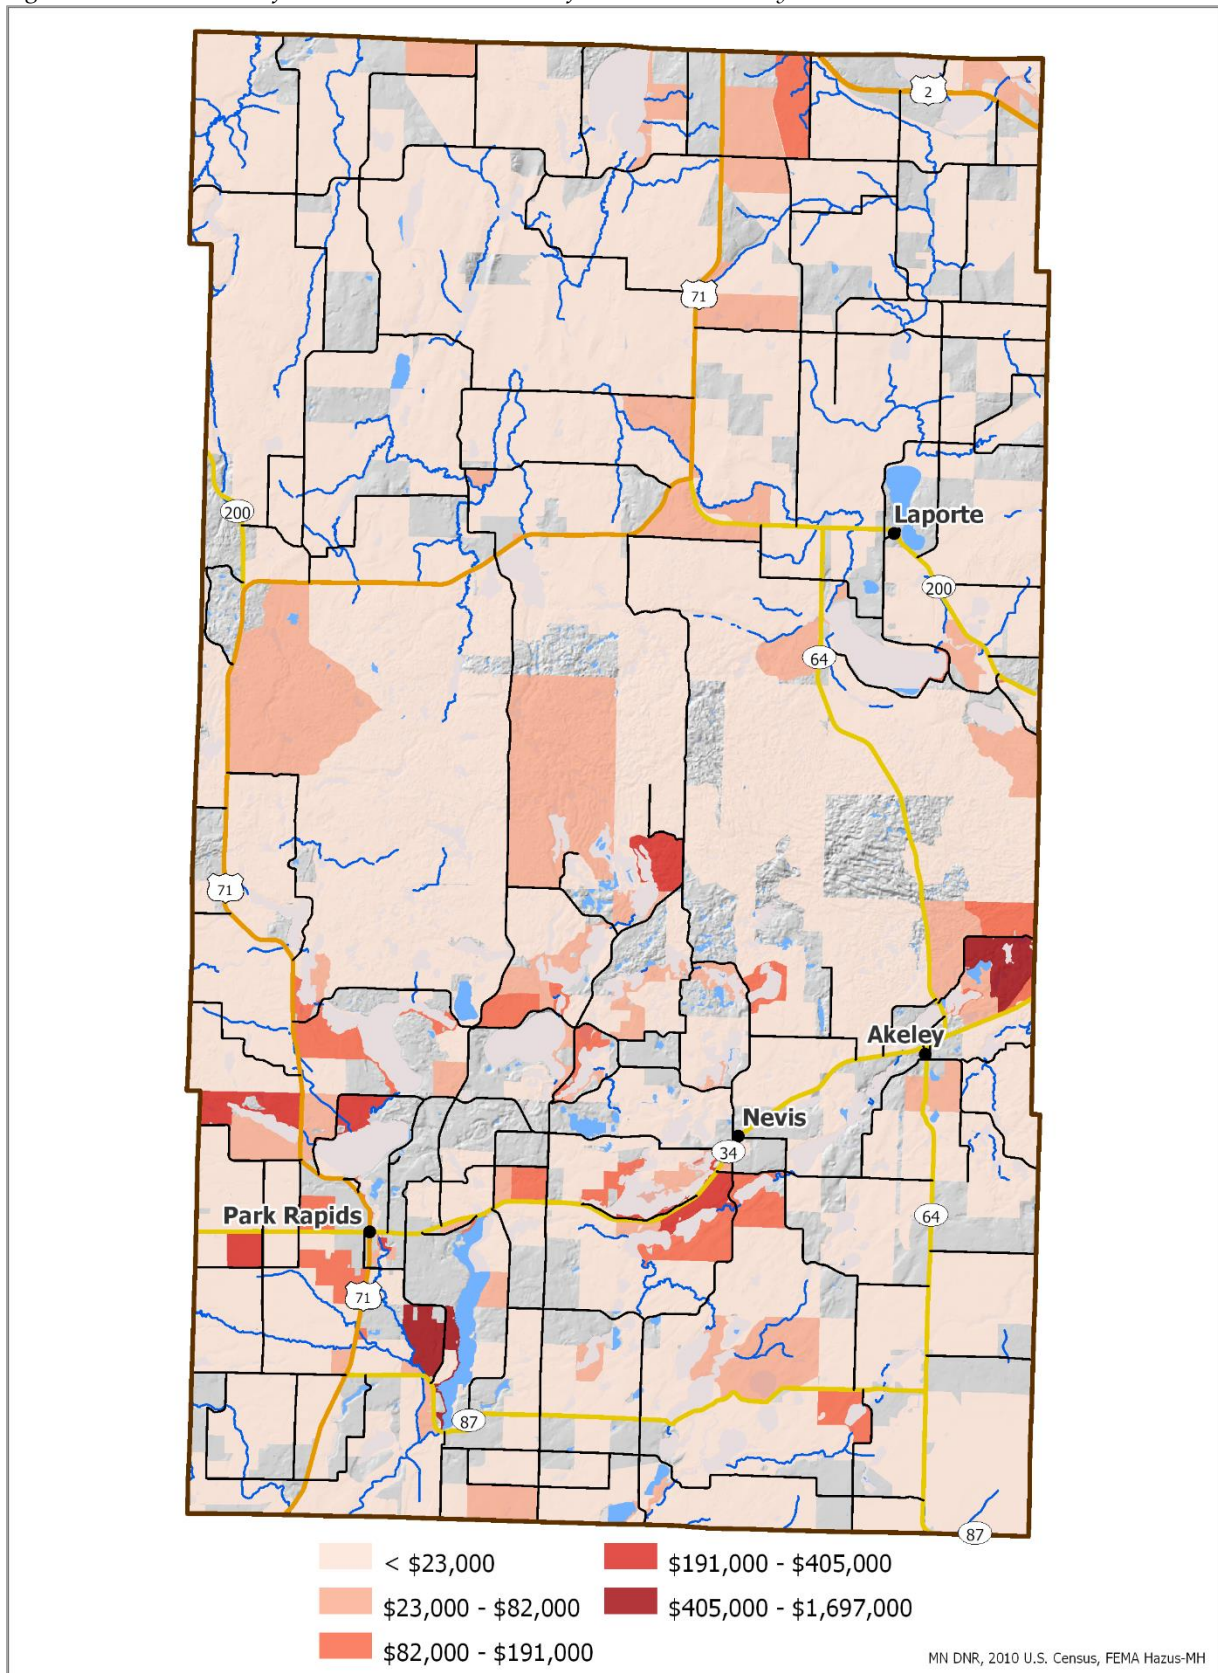 2
71
Laporte
200
200
64
71
Akeley
Nevis
34
Park Rapids
64
71
87
87
< $23,000
$191,000 - $405,000
$23,000 - $82,000
$405,000 - $1,697,000
$82,000 - $191,000
MN DNR, 2010 U.S. Census, FEMA Hazus-MH